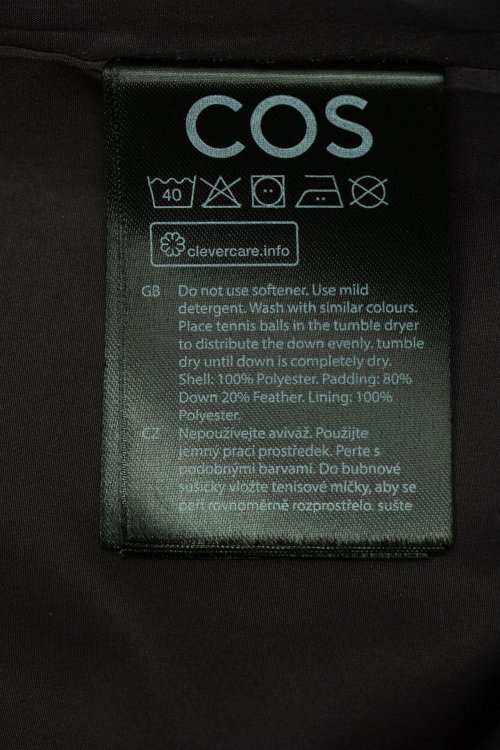 COS
40
clevercare.info
GB Do not use softener. Use mild
detergent. Wash with similar colours.
Place tennis balls in the tumble dryer
to distribute the down evenly, tumble
dry until down is completely dry.
Shell: 100% Polyester. Padding: 80%
Down 20% Feather. Lining: 100%
Polyester.
CZ Nepoužívejte aviváž. Použijte
jemný prací prostředek. Perte s
podobnými barvami. Do bubnové
sušičky vložte tenisové míčky, aby se
peří rovnoměrné rozprostřelo. sušte